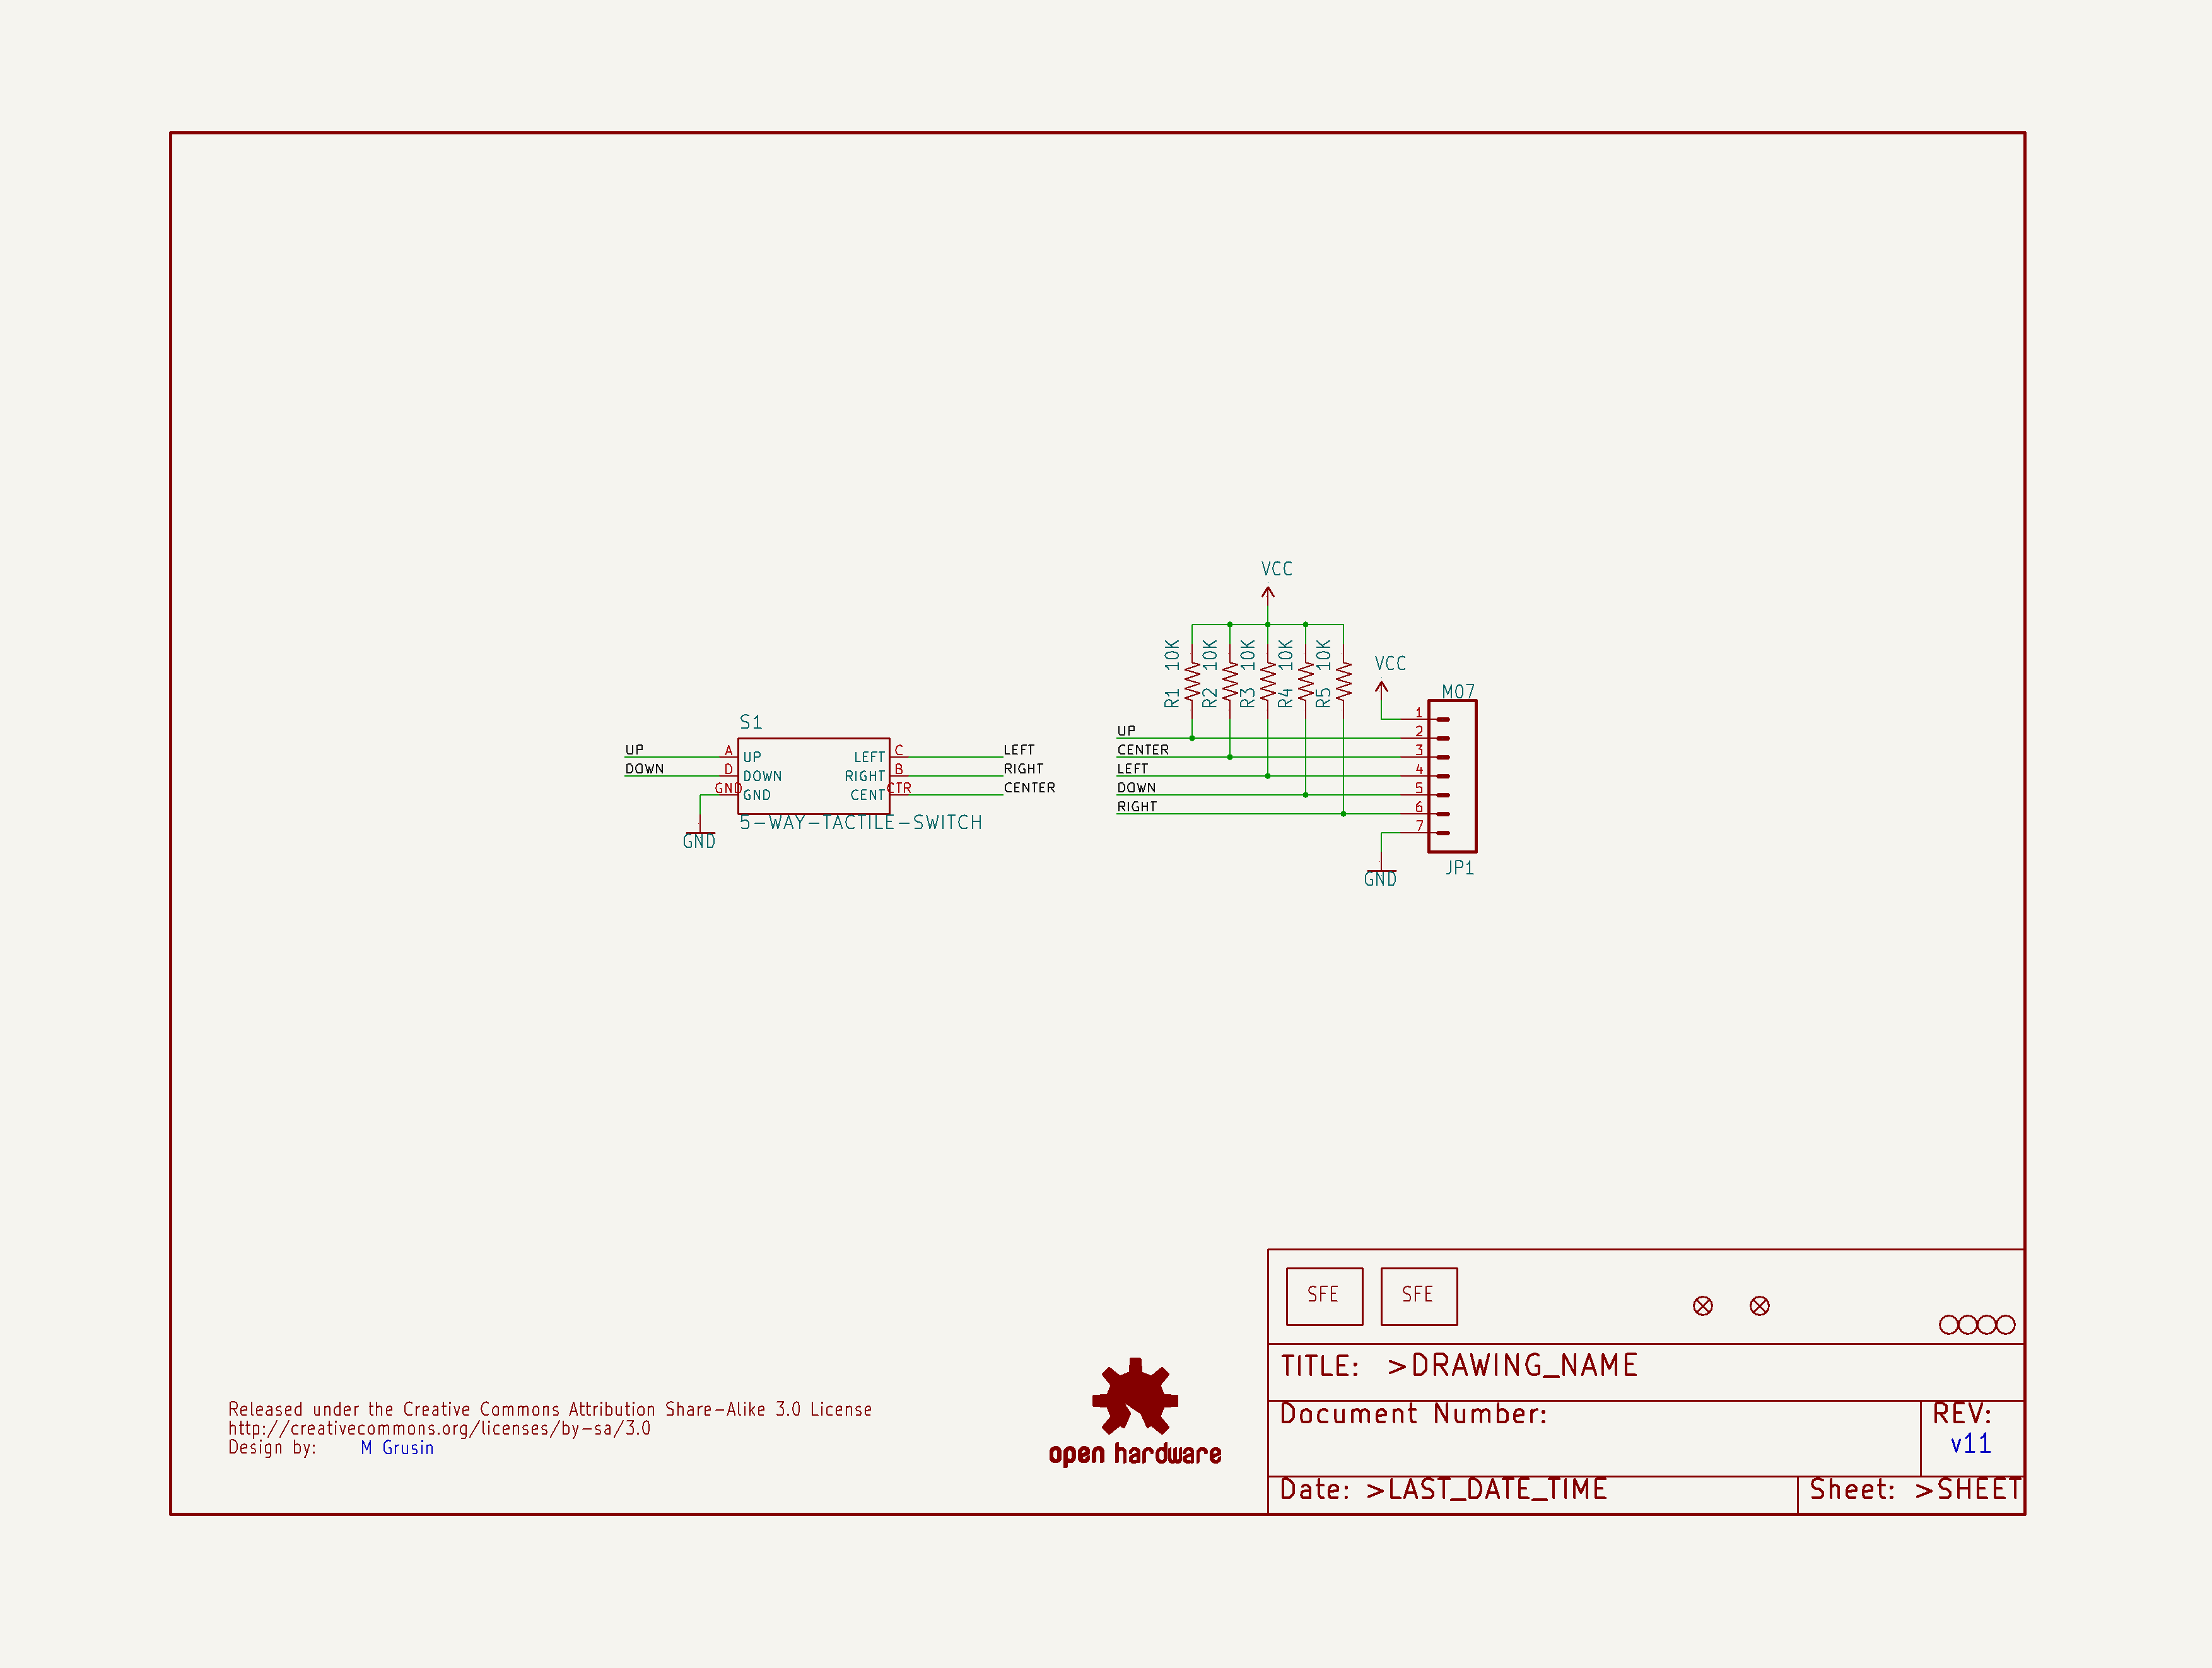 VCC
R1 10K
R2 10K
R3 10K
R4 10K
R5 10K
VCC
M07
1
2
3
4
5
6
7
UP
CENTER
LEFT
DOWN
RIGHT
GND
JP1
S1
UP
DOWN
A
D
GND
UP
DOWN
GND
LEFT
RIGHT
CENT
C
B
CTR
LEFT
RIGHT
CENTER
5-WAY-TACTILE-SWITCH
GND
SFE SFE
TITLE: >DRAWING_NAME
Document Number:
REV:
v11
Date: >LAST_DATE_TIME
Sheet: >SHEET
Released under the Creative Commons Attribution Share-Alike 3.0 License
http://creativecommons.org/licenses/by-sa/3.0
Design by: M Grusin
open hardware